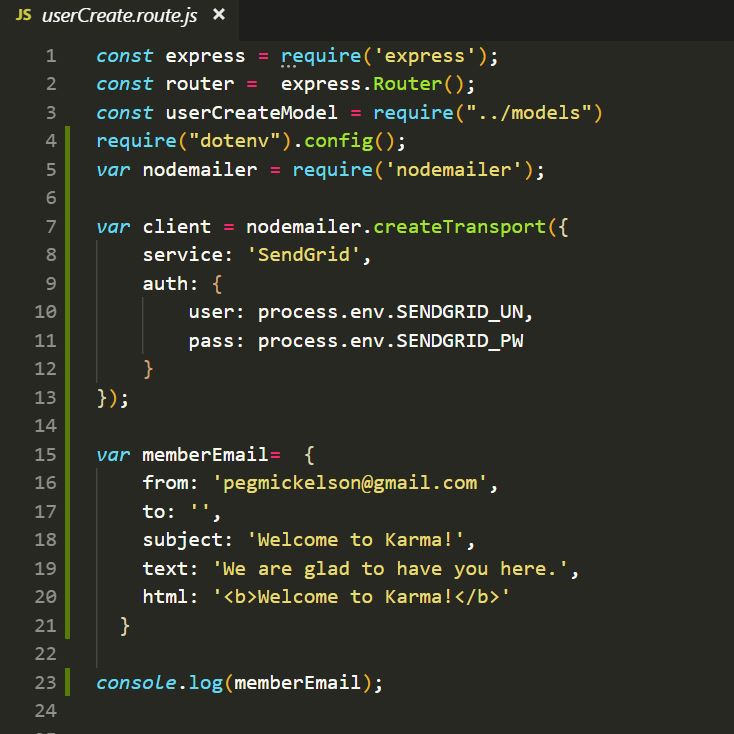 JS userCreate.route.js ×
1 const express = require('express');
2 const router =  express.Router();
3 const userCreateModel = require("../models")
4 require("dotenv").config();
5 var nodemailer = require('nodemailer');
6
7 var client = nodemailer.createTransport({
8     service: 'SendGrid',
9     auth: {
10         user: process.env.SENDGRID_UN,
11         pass: process.env.SENDGRID_PW
12     }
13 });
14
15 var memberEmail=  {
16     from: 'pegmickelson@gmail.com',
17     to: '',
18     subject: 'Welcome to Karma!',
19     text: 'We are glad to have you here.',
20     html: '<b>Welcome to Karma!</b>'
21   }
22
23 console.log(memberEmail);
24